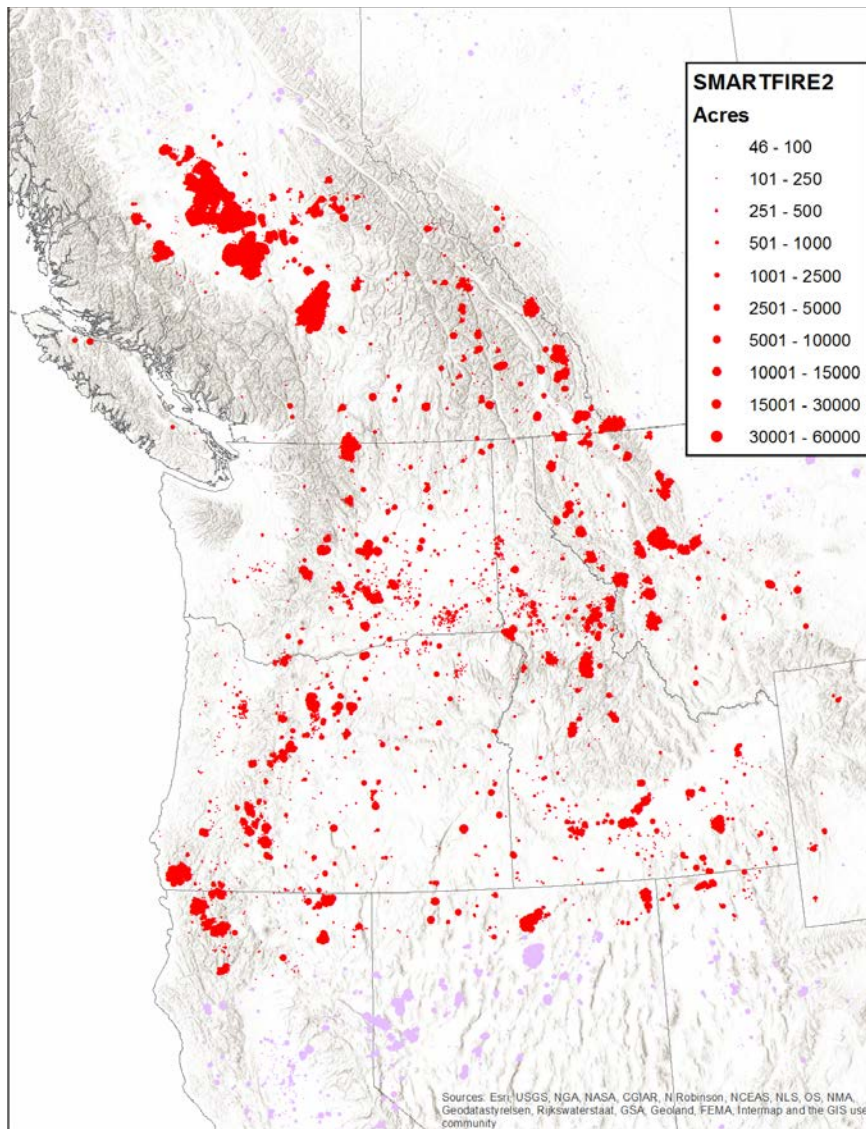 SMARTFIRE2
Acres
46 - 100
101 - 250
251 - 500
501 - 1000
1001 - 2500
2501 - 5000
5001 - 10000
10001 - 15000
15001 - 30000
30001 - 60000
Sources: Esri, USGS, NGA, NASA, CGIAR, N Robinson, NCEAS, NLS, OS, NMA,
Geodatastyrelsen, Rijkswaterstaat, GSA, Geoland, FEMA, Intermap and the GIS use
community